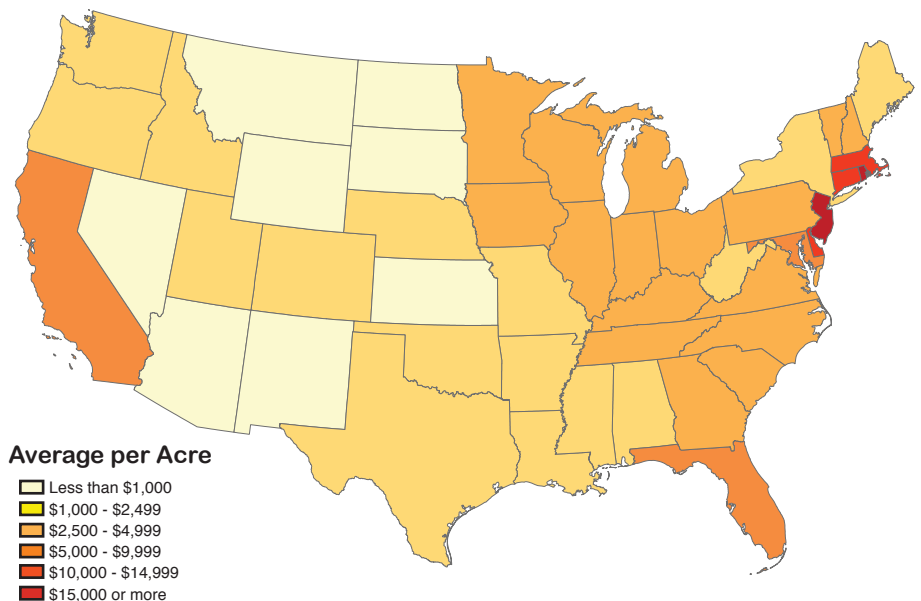 Average per Acre
Less than $1,000
$1,000 - $2,499
$2,500 - $4,999
$5,000 - $9,999
$10,000 - $14,999
$15,000 or more